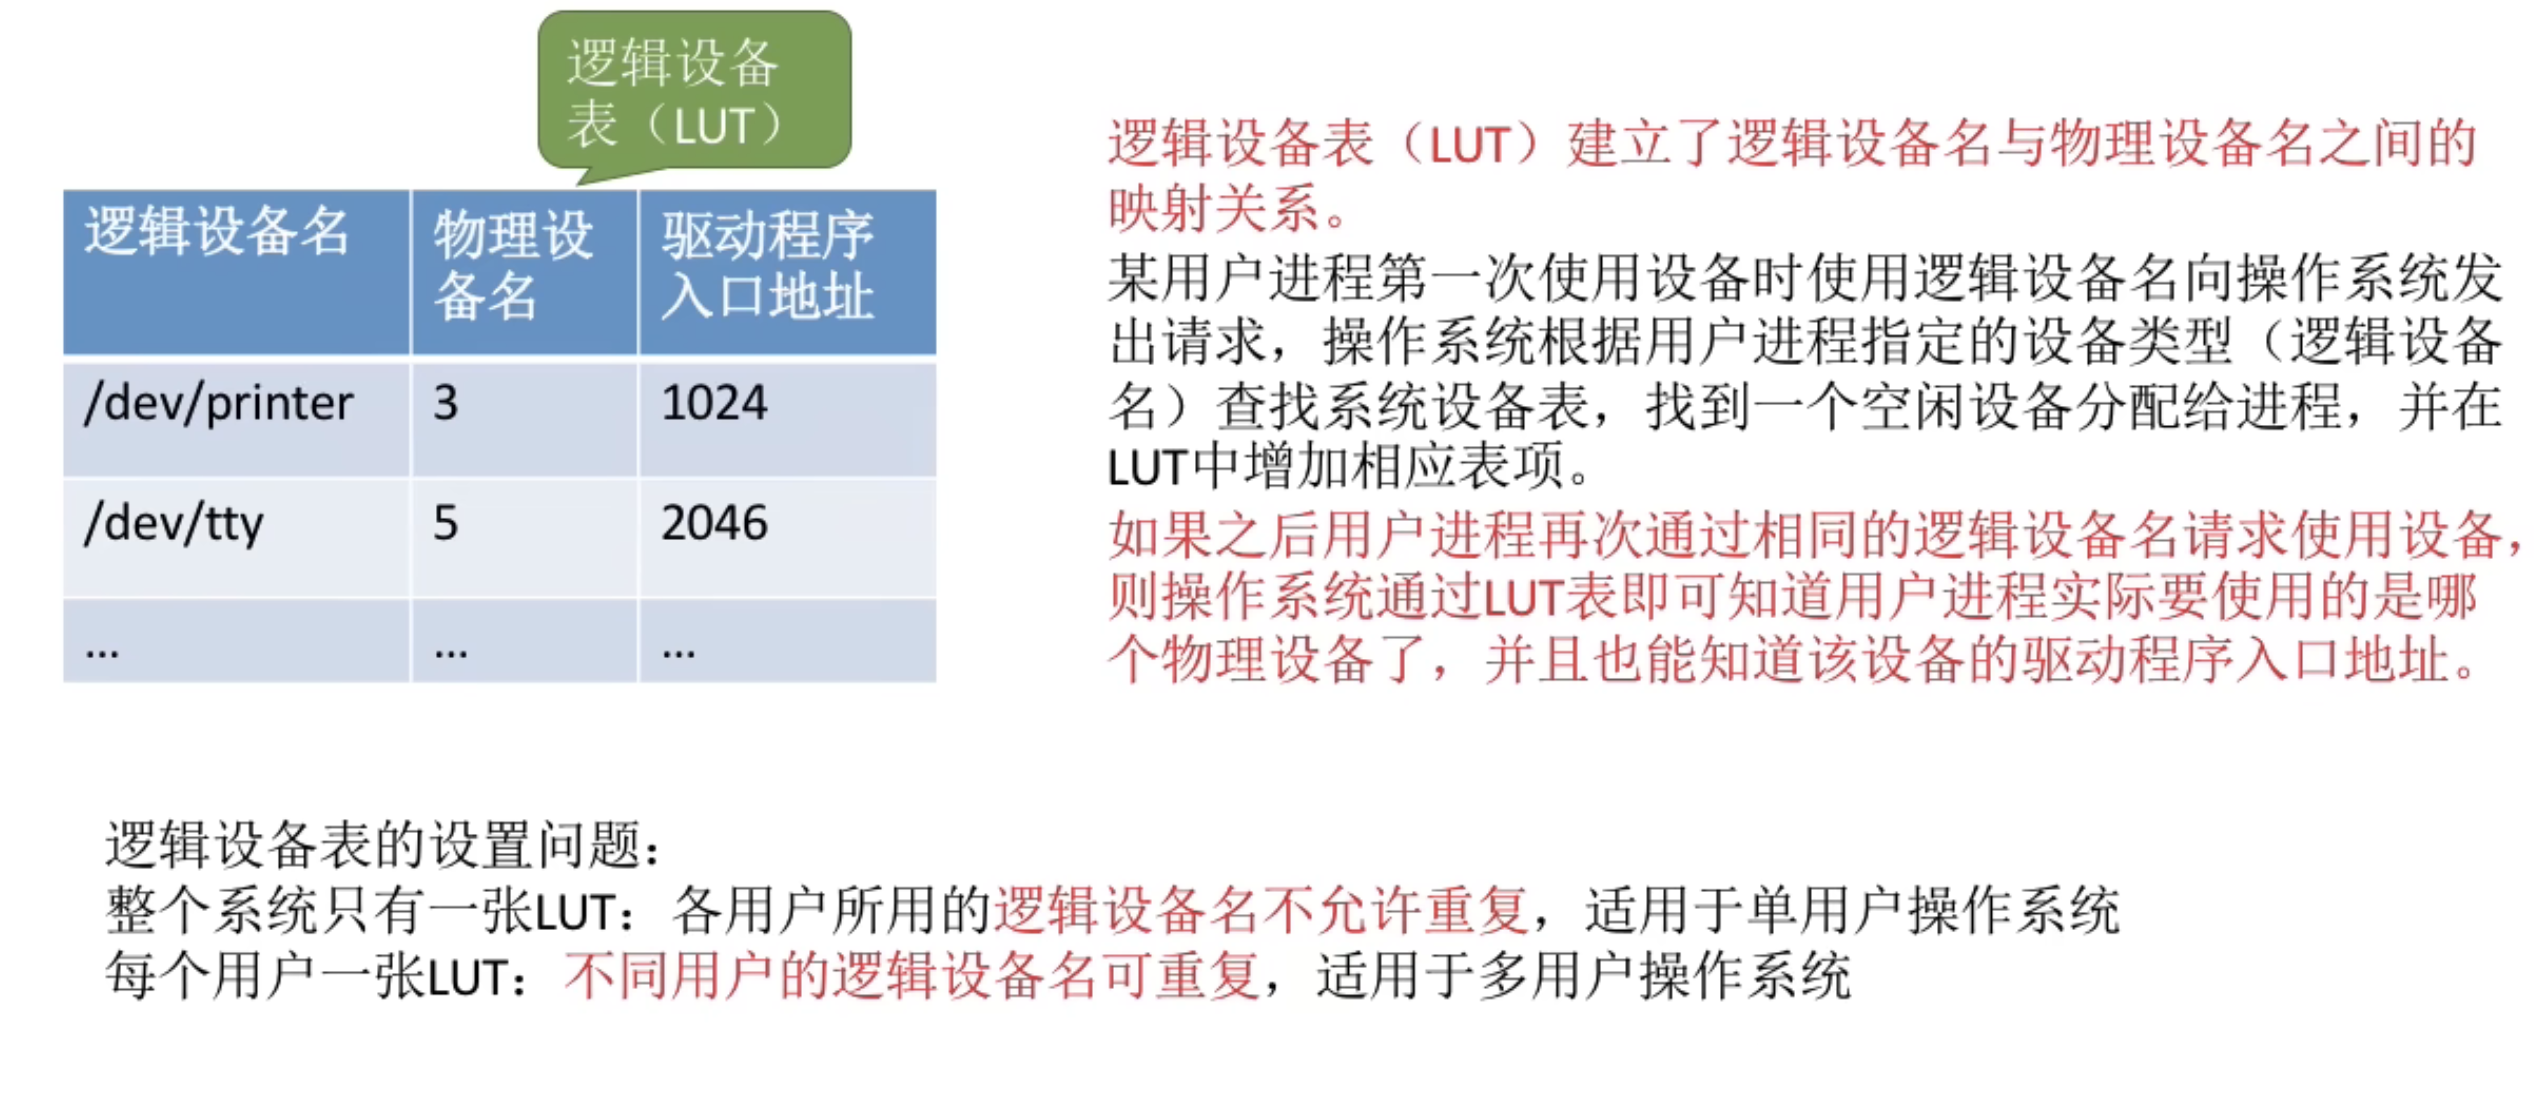 逻辑设备
表（LUT）
逻辑设备名
物理设
备名
驱动程序
入口地址
/dev/printer
3
1024
/dev/tty
5
2046
...
...
...
逻辑设备表（LUT）建立了逻辑设备名与物理设备名之间的
映射关系。
某用户进程第一次使用设备时使用逻辑设备名向操作系统发
出请求，操作系统根据用户进程指定的设备类型（逻辑设备
名）查找系统设备表，找到一个空闲设备分配给进程，并在
LUT中增加相应表项。
如果之后用户进程再次通过相同的逻辑设备名请求使用设备，
则操作系统通过LUT表即可知道用户进程实际要使用的是哪
个物理设备了，并且也能知道该设备的驱动程序入口地址。
逻辑设备表的设置问题：
整个系统只有一张LUT：各用户所用的逻辑设备名不允许重复，适用于单用户操作系统
每个用户一张LUT：不同用户的逻辑设备名可重复，适用于多用户操作系统